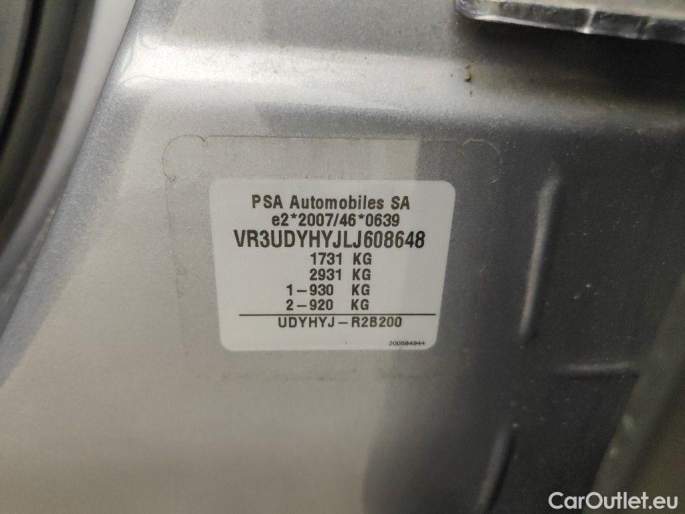 PSA Automobiles SA
e2*2007/46*0639
VR3UDYHYJLJ608648
1731 KG
2931 KG
1-930 KG
2-920 KG
UDYHYJ-R2B200
CarOutlet.eu